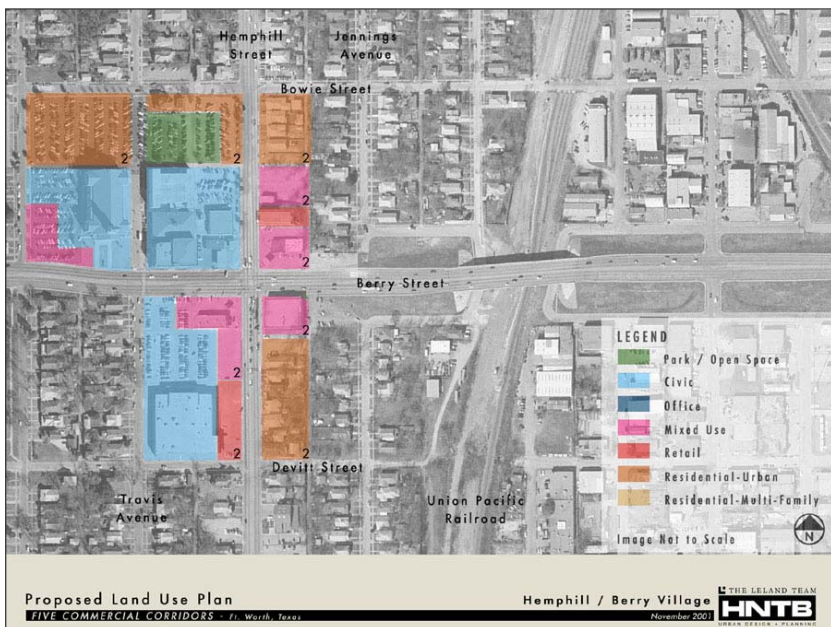 Hemphill
Street
Jennings
Avenue
Bowie Street
2
2
2
2
2
Berry Street
2
2
2
2
Devitt Street
Travis
Avenue
Union Pacific
Railroad
LEGEND
Park / Open Space
Civic
Office
Mixed Use
Retail
Residential-Urban
Residential-Multi-Family
Image Not to Scale
N
Proposed Land Use Plan
FIVE COMMERCIAL CORRIDORS - Ft. Worth, Texas
Hemphill / Berry Village
November 2001
THE LELAND TEAM
HNTB
URBAN DESIGN + PLANNING